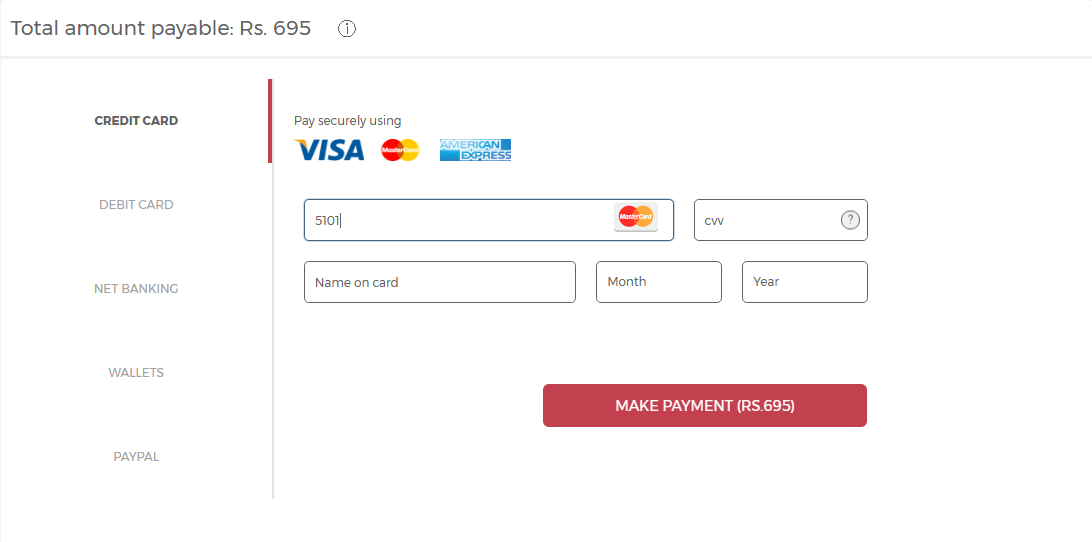 Total amount payable: Rs. 695
CREDIT CARD
DEBIT CARD
NET BANKING
WALLETS
PAYPAL
Pay securely using
VISA MasterCard AMERICAN EXPRESS
5101 MasterCard cvv ?
Name on card Month Year
MAKE PAYMENT (RS.695)